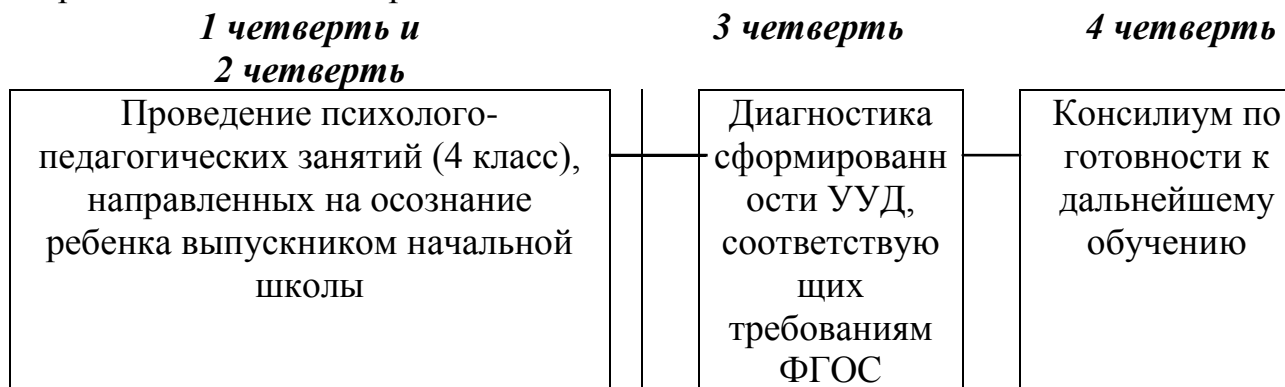 1 четверть и
2 четверть
3 четверть
4 четверть
Проведение психолого-
педагогических занятий (4 класс),
направленных на осознание
ребенка выпускником начальной
школы
Диагностика
сформированн
ости УУД,
соответствую
щих
требованиям
ФГОС
Консилиум по
готовности к
дальнейшему
обучению